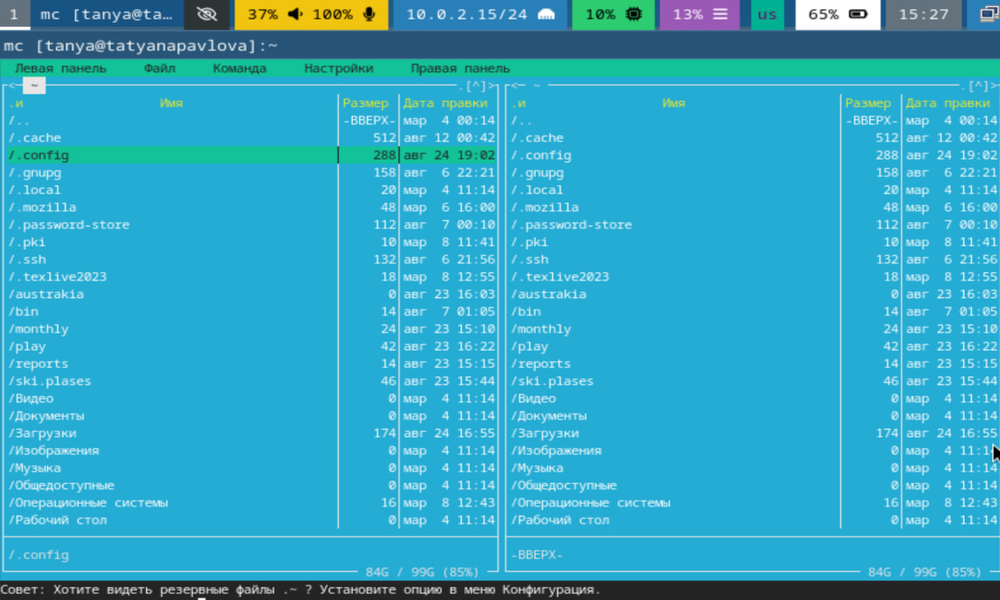 1 mc [tanya@ta… 37% 100% 10.0.2.15/24 10% 13% us 65% 15:27
mc [tanya@tatyanapavlova]:~
Левая панель Файл Команда Настройки Правая панель
<- ~ .[^]> <- ~ .[^]>
.и Имя Размер Дата правки .и Имя Размер Дата правки
/.. -ВВЕРХ- мар 4 00:14 /.. -ВВЕРХ- мар 4 00:14
/.cache 512 авг 12 00:42 /.cache 512 авг 12 00:42
/.config 288 авг 24 19:02 /.config 288 авг 24 19:02
/.gnupg 158 авг 6 22:21 /.gnupg 158 авг 6 22:21
/.local 20 мар 4 11:14 /.local 20 мар 4 11:14
/.mozilla 48 мар 6 16:00 /.mozilla 48 мар 6 16:00
/.password-store 112 авг 7 00:10 /.password-store 112 авг 7 00:10
/.pki 10 мар 8 11:41 /.pki 10 мар 8 11:41
/.ssh 132 авг 6 21:56 /.ssh 132 авг 6 21:56
/.texlive2023 18 мар 8 12:55 /.texlive2023 18 мар 8 12:55
/austrakia 0 авг 23 16:03 /austrakia 0 авг 23 16:03
/bin 14 авг 7 01:05 /bin 14 авг 7 01:05
/monthly 24 авг 23 15:10 /monthly 24 авг 23 15:10
/play 42 авг 23 16:22 /play 42 авг 23 16:22
/reports 14 авг 23 15:15 /reports 14 авг 23 15:15
/ski.plases 46 авг 23 15:44 /ski.plases 46 авг 23 15:44
/Видео 0 мар 4 11:14 /Видео 0 мар 4 11:14
/Документы 0 мар 4 11:14 /Документы 0 мар 4 11:14
/Загрузки 174 авг 24 16:55 /Загрузки 174 авг 24 16:55
/Изображения 0 мар 4 11:14 /Изображения 0 мар 4 11:14
/Музыка 0 мар 4 11:14 /Музыка 0 мар 4 11:14
/Общедоступные 0 мар 4 11:14 /Общедоступные 0 мар 4 11:14
/Операционные системы 16 мар 8 12:43 /Операционные системы 16 мар 8 12:43
/Рабочий стол 0 мар 4 11:14 /Рабочий стол 0 мар 4 11:14
/.config -ВВЕРХ-
84G / 99G (85%) 84G / 99G (85%)
Совет: Хотите видеть резервные файлы .~ ? Установите опцию в меню Конфигурация.